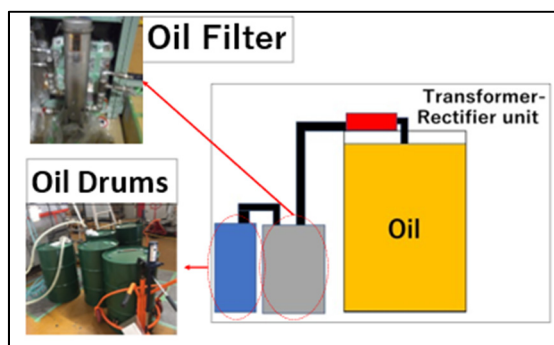 Oil Filter
Transformer-
Rectifier unit
Oil Drums
Oil